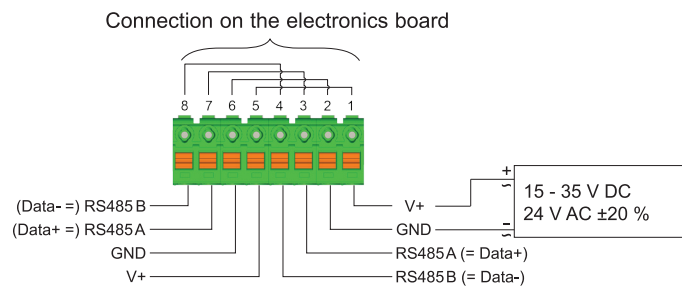 Connection on the electronics board
8 7 6 5 4 3 2 1
(Data- =) RS485 B
(Data+ =) RS485 A
GND
V+
V+
GND
RS485 A (= Data+)
RS485 B (= Data-)
+
~
-
~
15 - 35 V DC
24 V AC ±20 %